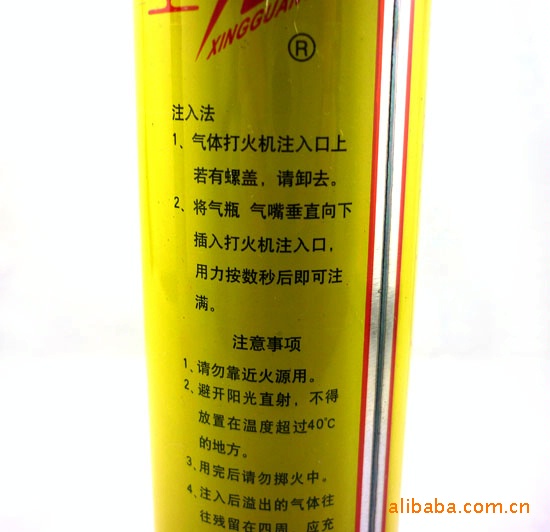 XINGGUAN
®
注入法
1、气体打火机注入口上
若有螺盖，请卸去。
2、将气瓶 气嘴垂直向下
插入打火机注入口，
用力按数秒后即可注
满。
注意事项
1、请勿靠近火源用。
2、避开阳光直射，不得
放置在温度超过40℃
的地方。
3、用完后请勿掷火中。
4、注入后溢出的气体往
往残留在四周，应充
alibaba.com.cn